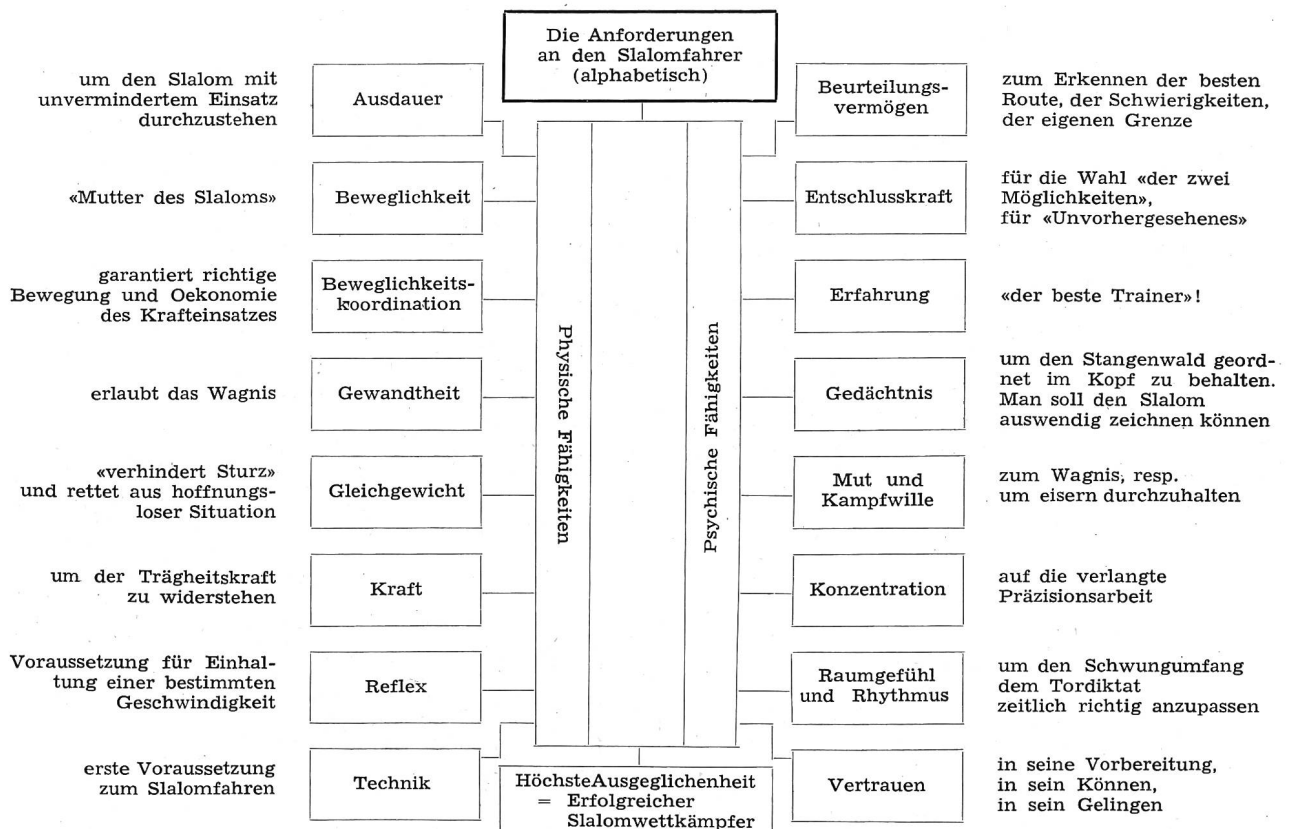 Die Anforderungen
an den Slalomfahrer
(alphabetisch)
um den Slalom mit
unvermindertem Einsatz
durchzustehen
Ausdauer
«Mutter des Slaloms»
Beweglichkeit
garantiert richtige
Bewegung und Oekonomie
des Krafteinsatzes
Beweglichkeits-
koordination
erlaubt das Wagnis
Gewandtheit
«verhindert Sturz»
und rettet aus hoffnungs-
loser Situation
Gleichgewicht
um der Trägheitskraft
zu widerstehen
Kraft
Voraussetzung für Einhal-
tung einer bestimmten
Geschwindigkeit
Reflex
erste Voraussetzung
zum Slalomfahren
Technik
Physische Fähigkeiten
Psychische Fähigkeiten
Beurteilungs-
vermögen
zum Erkennen der besten
Route, der Schwierigkeiten,
der eigenen Grenze
Entschlusskraft
für die Wahl «der zwei
Möglichkeiten»,
für «Unvorhergesehenes»
Erfahrung
«der beste Trainer»!
Gedächtnis
um den Stangenwald geord-
net im Kopf zu behalten.
Man soll den Slalom
auswendig zeichnen können
Mut und
Kampfwille
zum Wagnis, resp.
um eisern durchzuhalten
Konzentration
auf die verlangte
Präzisionsarbeit
Raumgefühl
und Rhythmus
um den Schwungumfang
dem Tordiktat
zeitlich richtig anzupassen
Vertrauen
in seine Vorbereitung,
in sein Können,
in sein Gelingen
Höchste Ausgeglichenheit
= Erfolgreicher
Slalomwettkämpfer